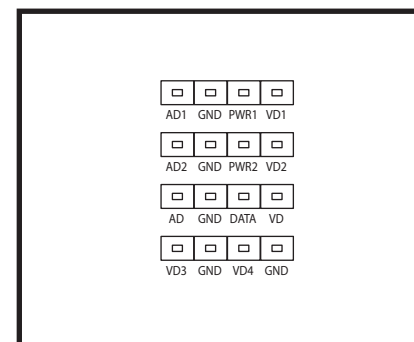 AD1 GND PWR1 VD1
AD2 GND PWR2 VD2
AD GND DATA VD
VD3 GND VD4 GND